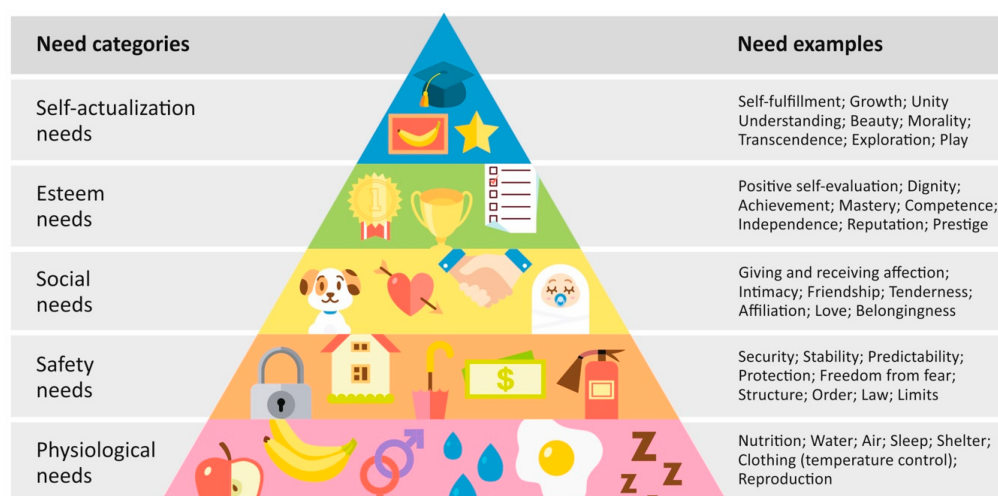 Need categories
Need examples
Self-actualization
needs
Self-fulfillment; Growth; Unity
Understanding; Beauty; Morality;
Transcendence; Exploration; Play
Esteem
needs
1
Positive self-evaluation; Dignity;
Achievement; Mastery; Competence;
Independence; Reputation; Prestige
Social
needs
Giving and receiving affection;
Intimacy; Friendship; Tenderness;
Affiliation; Love; Belongingness
Safety
needs
$
Security; Stability; Predictability;
Protection; Freedom from fear;
Structure; Order; Law; Limits
Physiological
needs
Z
Z
Z
Z
Nutrition; Water; Air; Sleep; Shelter;
Clothing (temperature control);
Reproduction